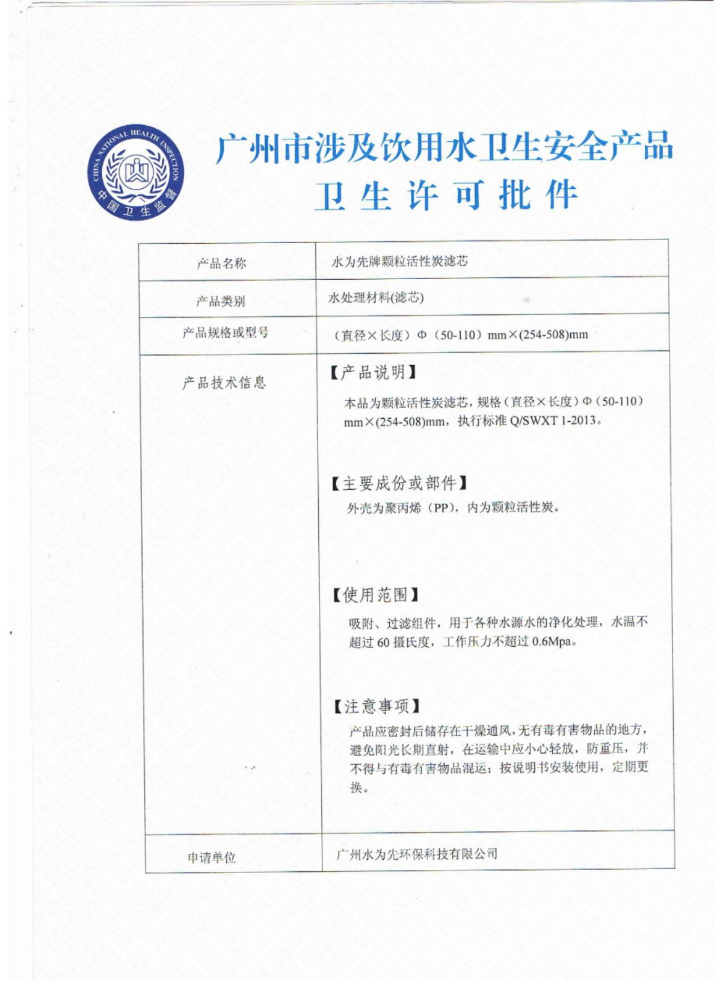 CHINA NATIONAL HEALTH INSPECTION
中国卫生监督
广州市涉及饮用水卫生安全产品
卫生许可批件
产品名称
水为先牌颗粒活性炭滤芯
产品类别
水处理材料(滤芯)
产品规格或型号
（直径×长度）Φ（50-110）mm×(254-508)mm
产品技术信息
【产品说明】
本品为颗粒活性炭滤芯，规格（直径×长度）Φ（50-110）
mm×(254-508)mm，执行标准 Q/SWXT 1-2013。
【主要成份或部件】
外壳为聚丙烯（PP），内为颗粒活性炭。
【使用范围】
吸附、过滤组件，用于各种水源水的净化处理，水温不
超过 60 摄氏度，工作压力不超过 0.6Mpa。
【注意事项】
产品应密封后储存在干燥通风，无有毒有害物品的地方，
避免阳光长期直射，在运输中应小心轻放，防重压，并
不得与有毒有害物品混运；按说明书安装使用，定期更
换。
申请单位
广州水为先环保科技有限公司